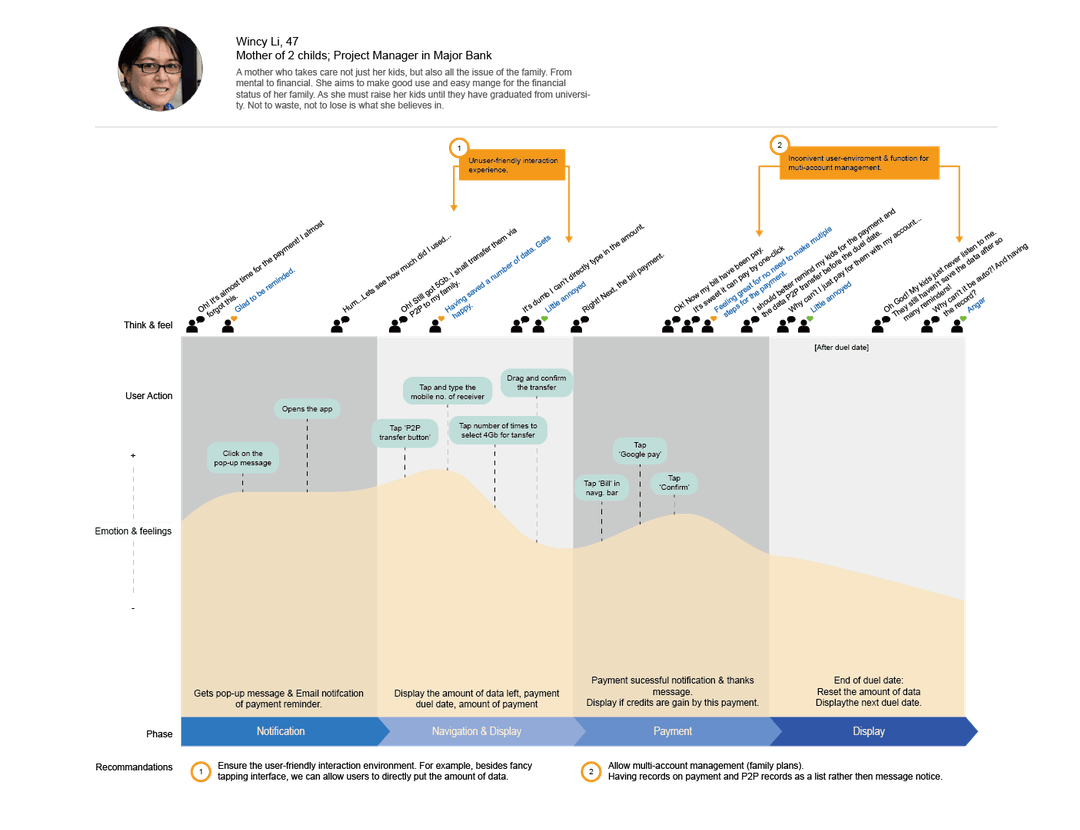 Wincy Li, 47
Mother of 2 childs; Project Manager in Major Bank
A mother who takes care not just her kids, but also all the issue of the family. From
mental to financial. She aims to make good use and easy mange for the financial
status of her family. As she must raise her kids until they have graduated from universi-
ty. Not to waste, not to lose is what she believes in.
1
Unuser-friendly interaction
experience.
2
Inconivent user-enviroment & function for
muti-account management.
Think & feel
Oh! It's almost time for the payment! I almost
forgot this.
Glad to be reminded.
Hum...Lets see how much did I used...
Oh! Still got 5Gb. I shall transfer them via
P2P to my family.
Having saved a number of data. Gets
happy.
It's dumb I can't directly type in the amount.
Little annoyed
Right! Next, the bill payment.
Ok! Now my bill have been pay.
It's sweet it can pay by one-click
Feeling great for no need to make mutiple
steps for the payment.
I should better remind my kids for the payment and
the data P2P transfer before the duel date.
Why can't I just pay for them with my account...
Little annoyed
Oh God! My kids just never listen to me.
They still haven't save the data after so
many reminders!
Why can't it be auto?! And having
the record?
Angar
[After duel date]
User Action
Click on the
pop-up message
Opens the app
Tap 'P2P
transfer button'
Tap and type the
mobile no. of receiver
Tap number of times to
select 4Gb for tansfer
Drag and confirm
the transfer
Tap 'Bill' in
navg. bar
Tap
'Google pay'
Tap
'Confirm'
+
Emotion & feelings
-
Gets pop-up message & Email notifcation
of payment reminder.
Display the amount of data left, payment
duel date, amount of payment
Payment sucessful notification & thanks
message.
Display if credits are gain by this payment.
End of duel date:
Reset the amount of data
Displaythe next duel date.
Phase
Notification
Navigation & Display
Payment
Display
Recommandations
1
Ensure the user-friendly interaction environment. For example, besides fancy
tapping interface, we can allow users to directly put the amount of data.
2
Allow multi-account management (family plans).
Having records on payment and P2P records as a list rather then message notice.